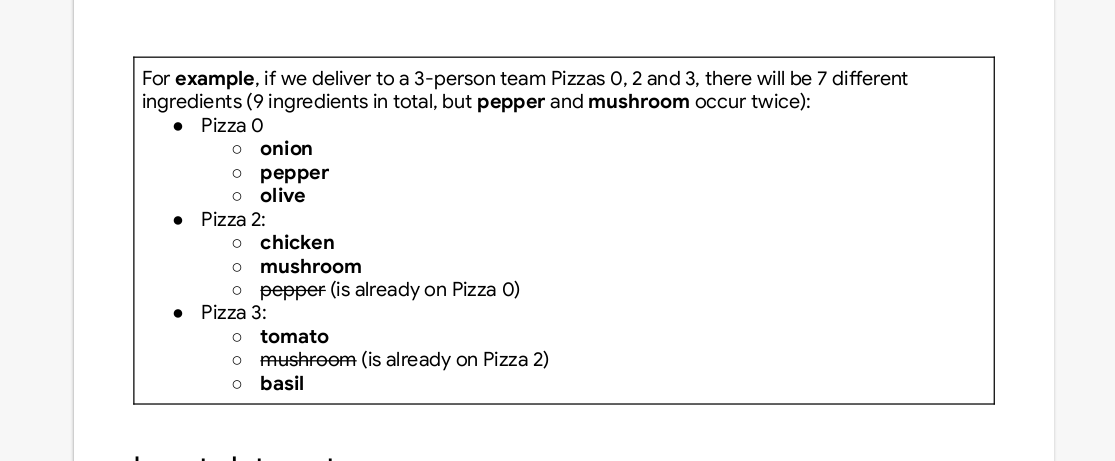 For example, if we deliver to a 3-person team Pizzas 0, 2 and 3, there will be 7 different
ingredients (9 ingredients in total, but pepper and mushroom occur twice):
● Pizza 0
○ onion
○ pepper
○ olive
● Pizza 2:
○ chicken
○ mushroom
○ pepper (is already on Pizza 0)
● Pizza 3:
○ tomato
○ mushroom (is already on Pizza 2)
○ basil